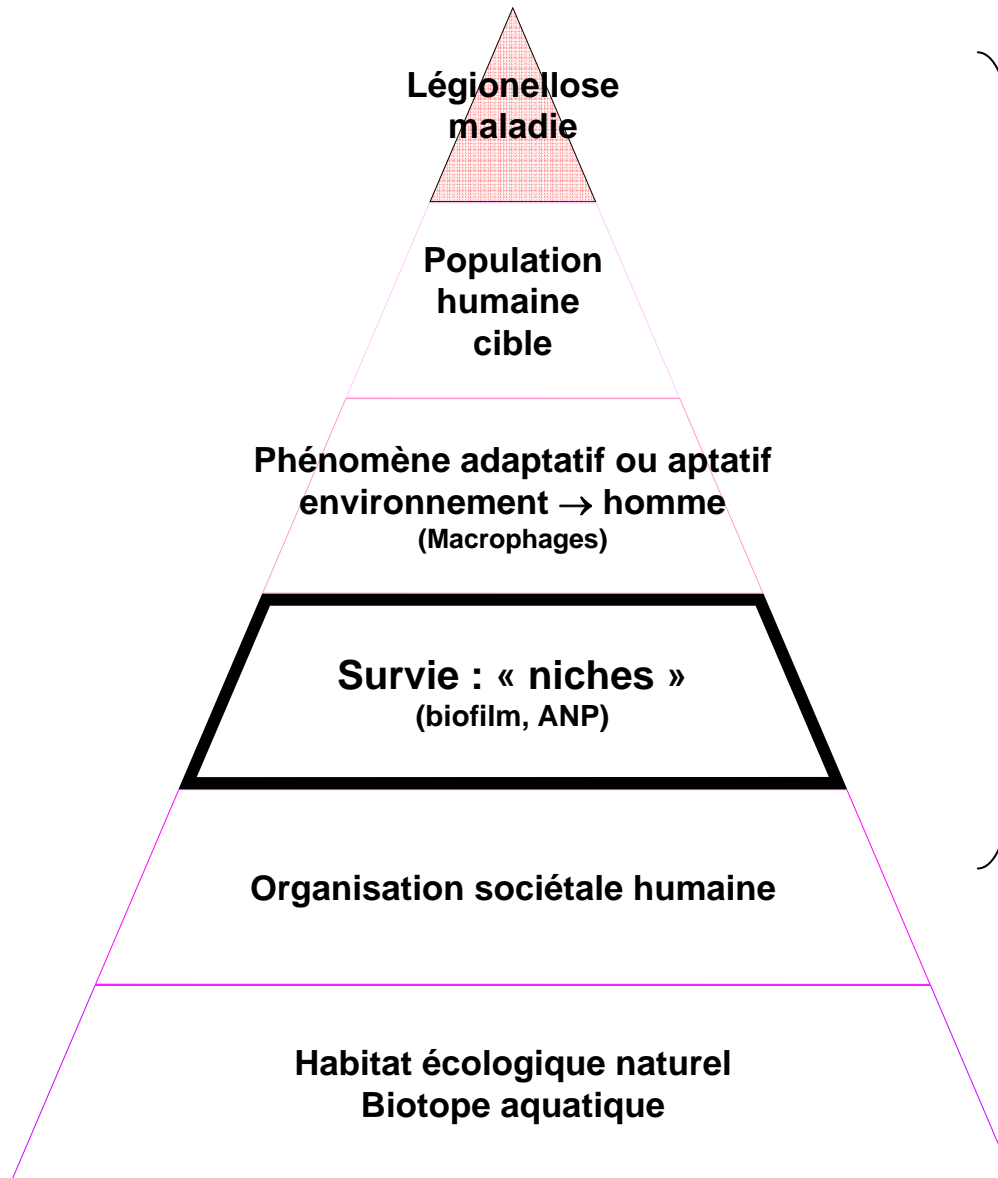 Légionellose
maladie
Population
humaine
cible
Phénomène adaptatif ou aptatif
environnement → homme
(Macrophages)
Survie : « niches »
(biofilm, ANP)
Organisation sociétale humaine
Habitat écologique naturel
Biotope aquatique